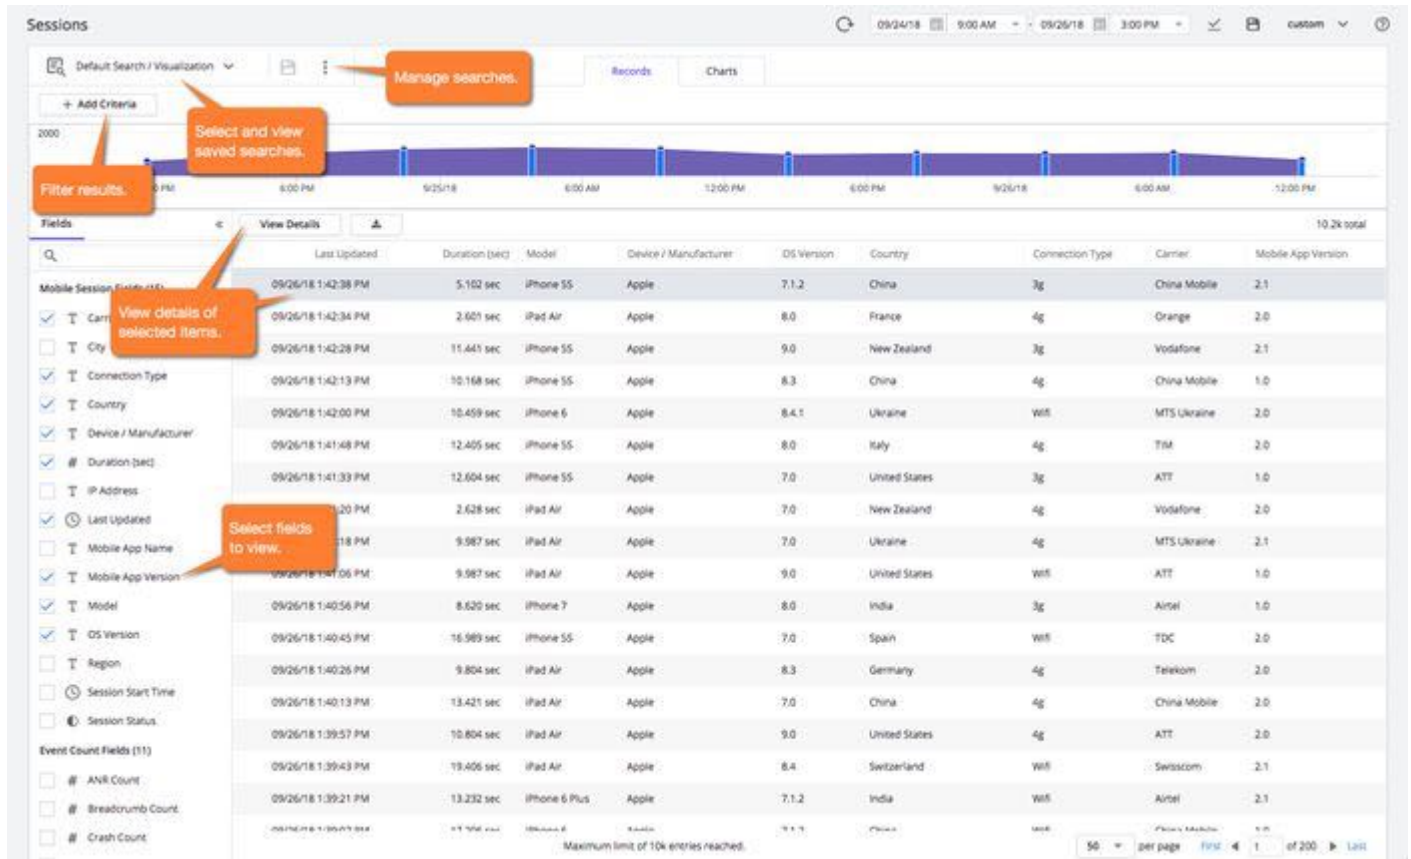 Sessions 09/24/18 9:00 AM - 09/26/18 3:00 PM custom
Default Search / Visualization Manage searches. Records Charts
+ Add Criteria
Select and view
saved searches.
2000
Filter results.
PM 6:00 PM 9/25/18 6:00 AM 12:00 PM 6:00 PM 9/26/18 6:00 AM 12:00 PM
Fields « View Details 10.2k total
Last Updated Duration (sec) Model Device / Manufacturer OS Version Country Connection Type Carrier Mobile App Version
Mobile Session Fields (15) 09/26/18 1:42:38 PM 5.102 sec iPhone 5S Apple 7.1.2 China 3g China Mobile 2.1
View details of
selected items.
T Carr 09/26/18 1:42:34 PM 2.601 sec iPad Air Apple 8.0 France 4g Orange 2.0
T City 09/26/18 1:42:28 PM 11.441 sec iPhone 5S Apple 9.0 New Zealand 3g Vodafone 2.1
T Connection Type 09/26/18 1:42:13 PM 10.168 sec iPhone 5S Apple 8.3 China 4g China Mobile 1.0
T Country 09/26/18 1:42:00 PM 10.459 sec iPhone 6 Apple 8.4.1 Ukraine Wifi MTS Ukraine 2.0
T Device / Manufacturer 09/26/18 1:41:48 PM 12.405 sec iPhone 5S Apple 8.0 Italy 4g TIM 2.0
# Duration (sec) 09/26/18 1:41:33 PM 12.604 sec iPhone 5S Apple 7.0 United States 3g ATT 1.0
T IP Address
Last Updated :20 PM 2.628 sec iPad Air Apple 7.0 New Zealand 4g Vodafone 2.0
Select fields
to view.
T Mobile App Name :18 PM 9.987 sec iPad Air Apple 7.0 Ukraine 4g MTS Ukraine 2.1
T Mobile App Version 09/26/18 1:41:06 PM 9.987 sec iPad Air Apple 9.0 United States Wifi ATT 1.0
T Model 09/26/18 1:40:56 PM 8.620 sec iPhone 7 Apple 8.0 India 3g Airtel 1.0
T OS Version 09/26/18 1:40:45 PM 16.989 sec iPhone 5S Apple 7.0 Spain Wifi TDC 2.0
T Region 09/26/18 1:40:26 PM 9.804 sec iPad Air Apple 8.3 Germany 4g Telekom 2.0
Session Start Time 09/26/18 1:40:13 PM 13.421 sec iPad Air Apple 7.0 China 4g China Mobile 2.0
Session Status 09/26/18 1:39:57 PM 10.804 sec iPad Air Apple 9.0 United States 4g ATT 2.0
Event Count Fields (11) 09/26/18 1:39:43 PM 19.406 sec iPad Air Apple 8.4 Switzerland Wifi Swisscom 2.1
# ANR Count
# Breadcrumb Count 09/26/18 1:39:21 PM 13.232 sec iPhone 6 Plus Apple 7.1.2 India Wifi Airtel 2.1
# Crash Count
Maximum limit of 10k entries reached. 50 per page First 1 of 200 Last